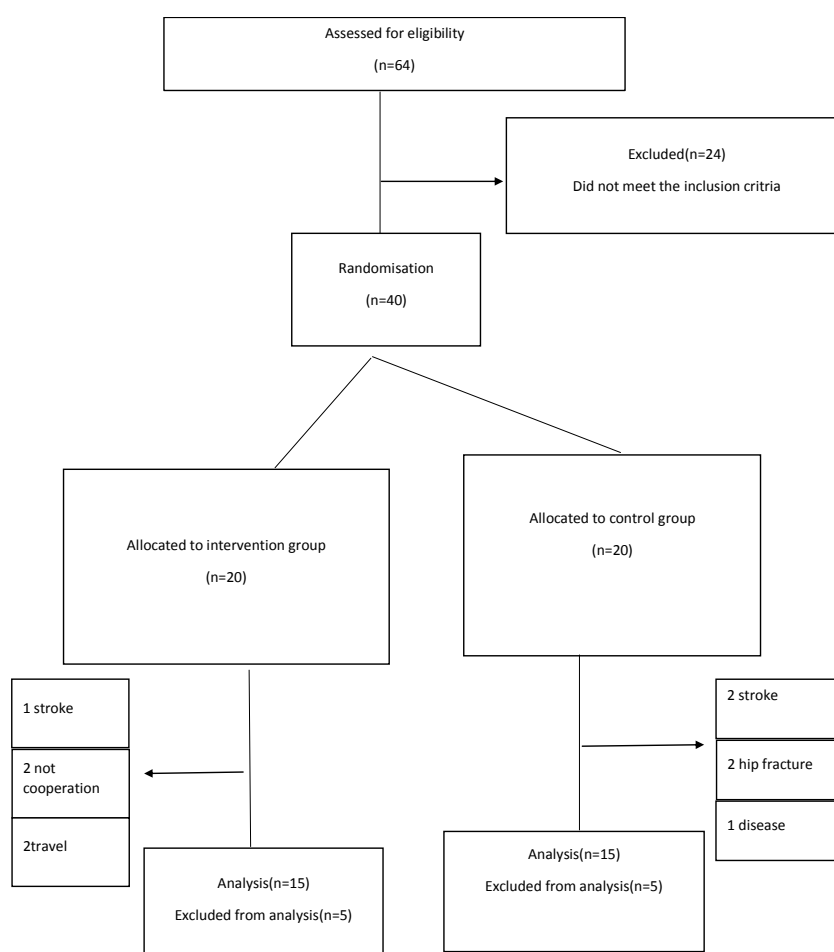 Assessed for eligibility
(n=64)
Excluded(n=24)
Did not meet the inclusion critria
Randomisation
(n=40)
Allocated to intervention group
(n=20)
Allocated to control group
(n=20)
1 stroke
2 not
cooperation
2travel
2 stroke
2 hip fracture
1 disease
Analysis(n=15)
Excluded from analysis(n=5)
Analysis(n=15)
Excluded from analysis(n=5)